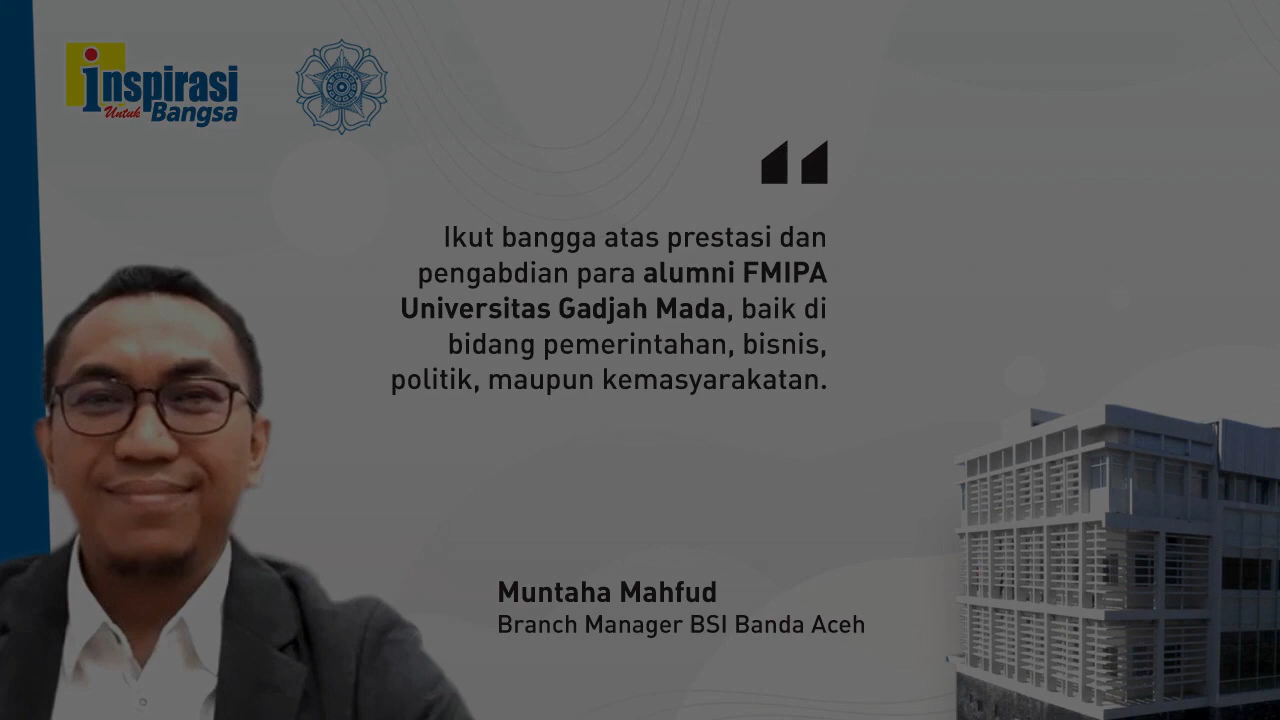 inspirasi
Untuk Bangsa
Ikut bangga atas prestasi dan
pengabdian para alumni FMIPA
Universitas Gadjah Mada, baik di
bidang pemerintahan, bisnis,
politik, maupun kemasyarakatan.
Muntaha Mahfud
Branch Manager BSI Banda Aceh